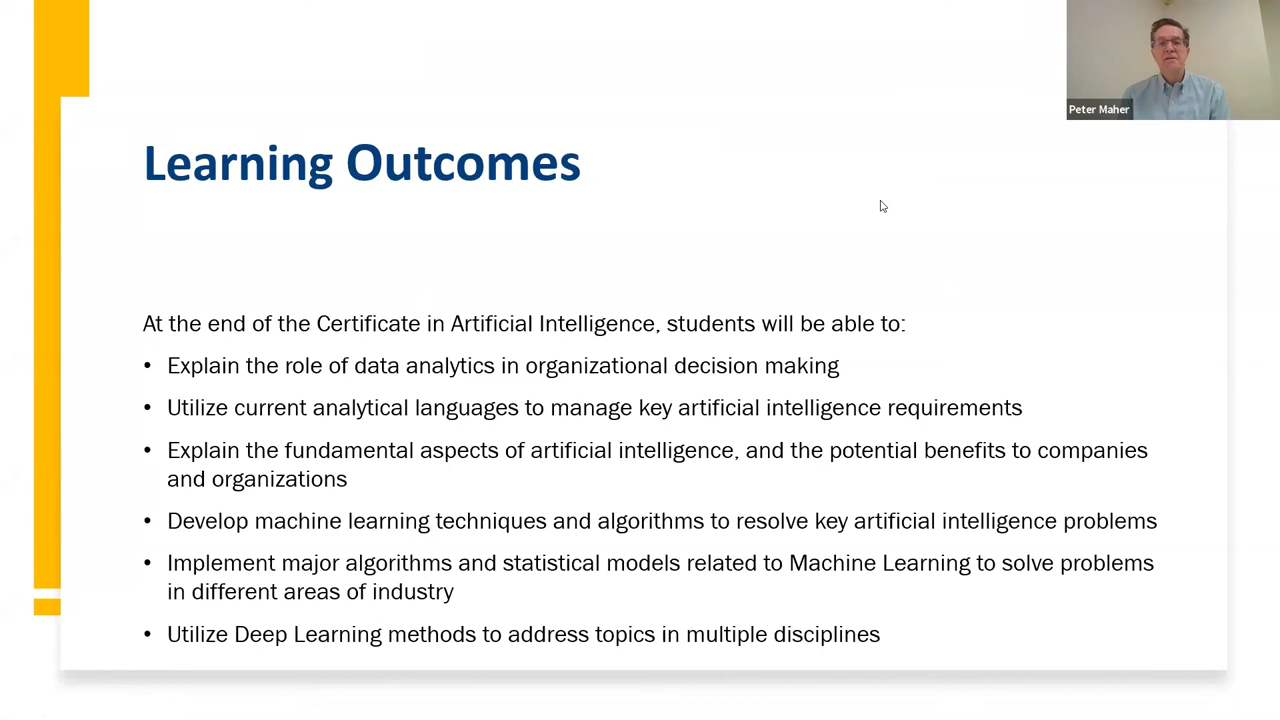 Peter Maher
Learning Outcomes
At the end of the Certificate in Artificial Intelligence, students will be able to:
• Explain the role of data analytics in organizational decision making
• Utilize current analytical languages to manage key artificial intelligence requirements
• Explain the fundamental aspects of artificial intelligence, and the potential benefits to companies
and organizations
• Develop machine learning techniques and algorithms to resolve key artificial intelligence problems
• Implement major algorithms and statistical models related to Machine Learning to solve problems
in different areas of industry
• Utilize Deep Learning methods to address topics in multiple disciplines